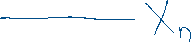 — Xn